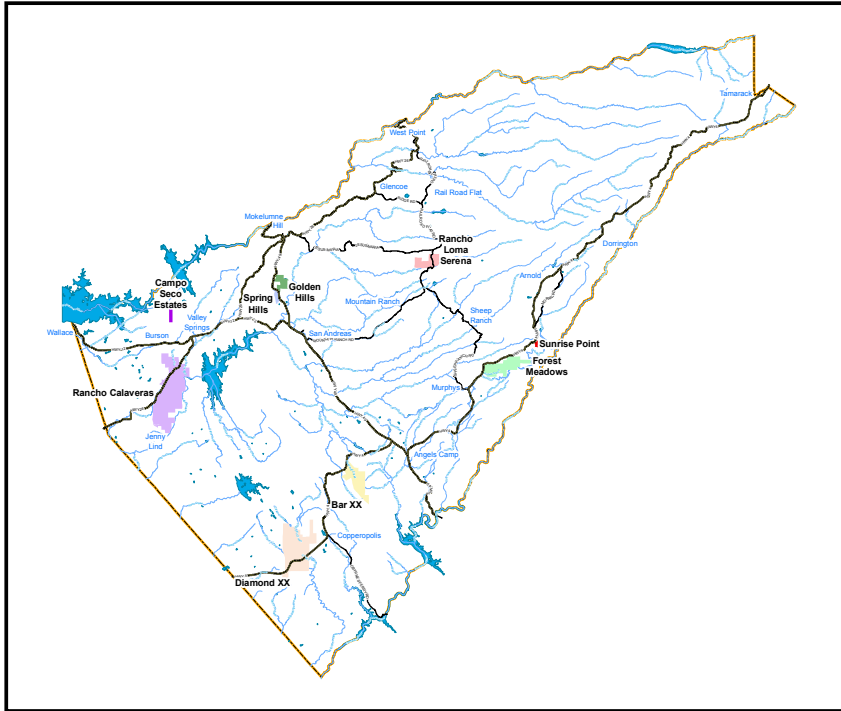 Tamarack
West Point
Glencoe
Rail Road Flat
Mokelumne
Hill
Rancho
Loma
Serena
Dorrington
Campo
Seco
Estates
Golden
Hills
Spring
Hills
Arnold
Mountain Ranch
Sheep
Ranch
Valley
Springs
Wallace
Burson
San Andreas
Sunrise Point
Forest
Meadows
Murphys
Rancho Calaveras
Jenny
Lind
Angels Camp
Bar XX
Copperopolis
Diamond XX